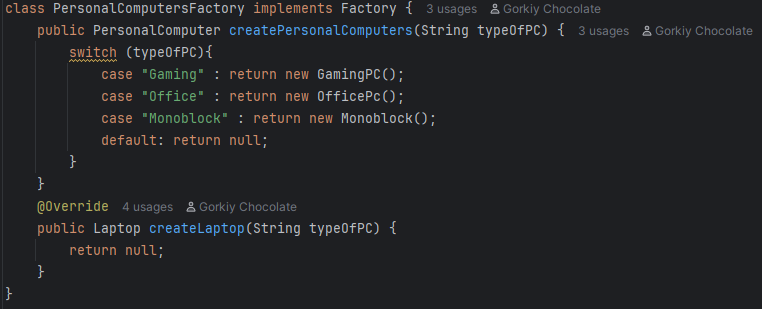 class PersonalComputersFactory implements Factory {  3 usages  Gorkiy Chocolate
    public PersonalComputer createPersonalComputers(String typeOfPC) {  3 usages  Gorkiy Chocolate
        switch (typeOfPC){
            case "Gaming" : return new GamingPC();
            case "Office" : return new OfficePc();
            case "Monoblock" : return new Monoblock();
            default: return null;
        }
    }
    @Override  4 usages  Gorkiy Chocolate
    public Laptop createLaptop(String typeOfPC) {
        return null;
    }
}